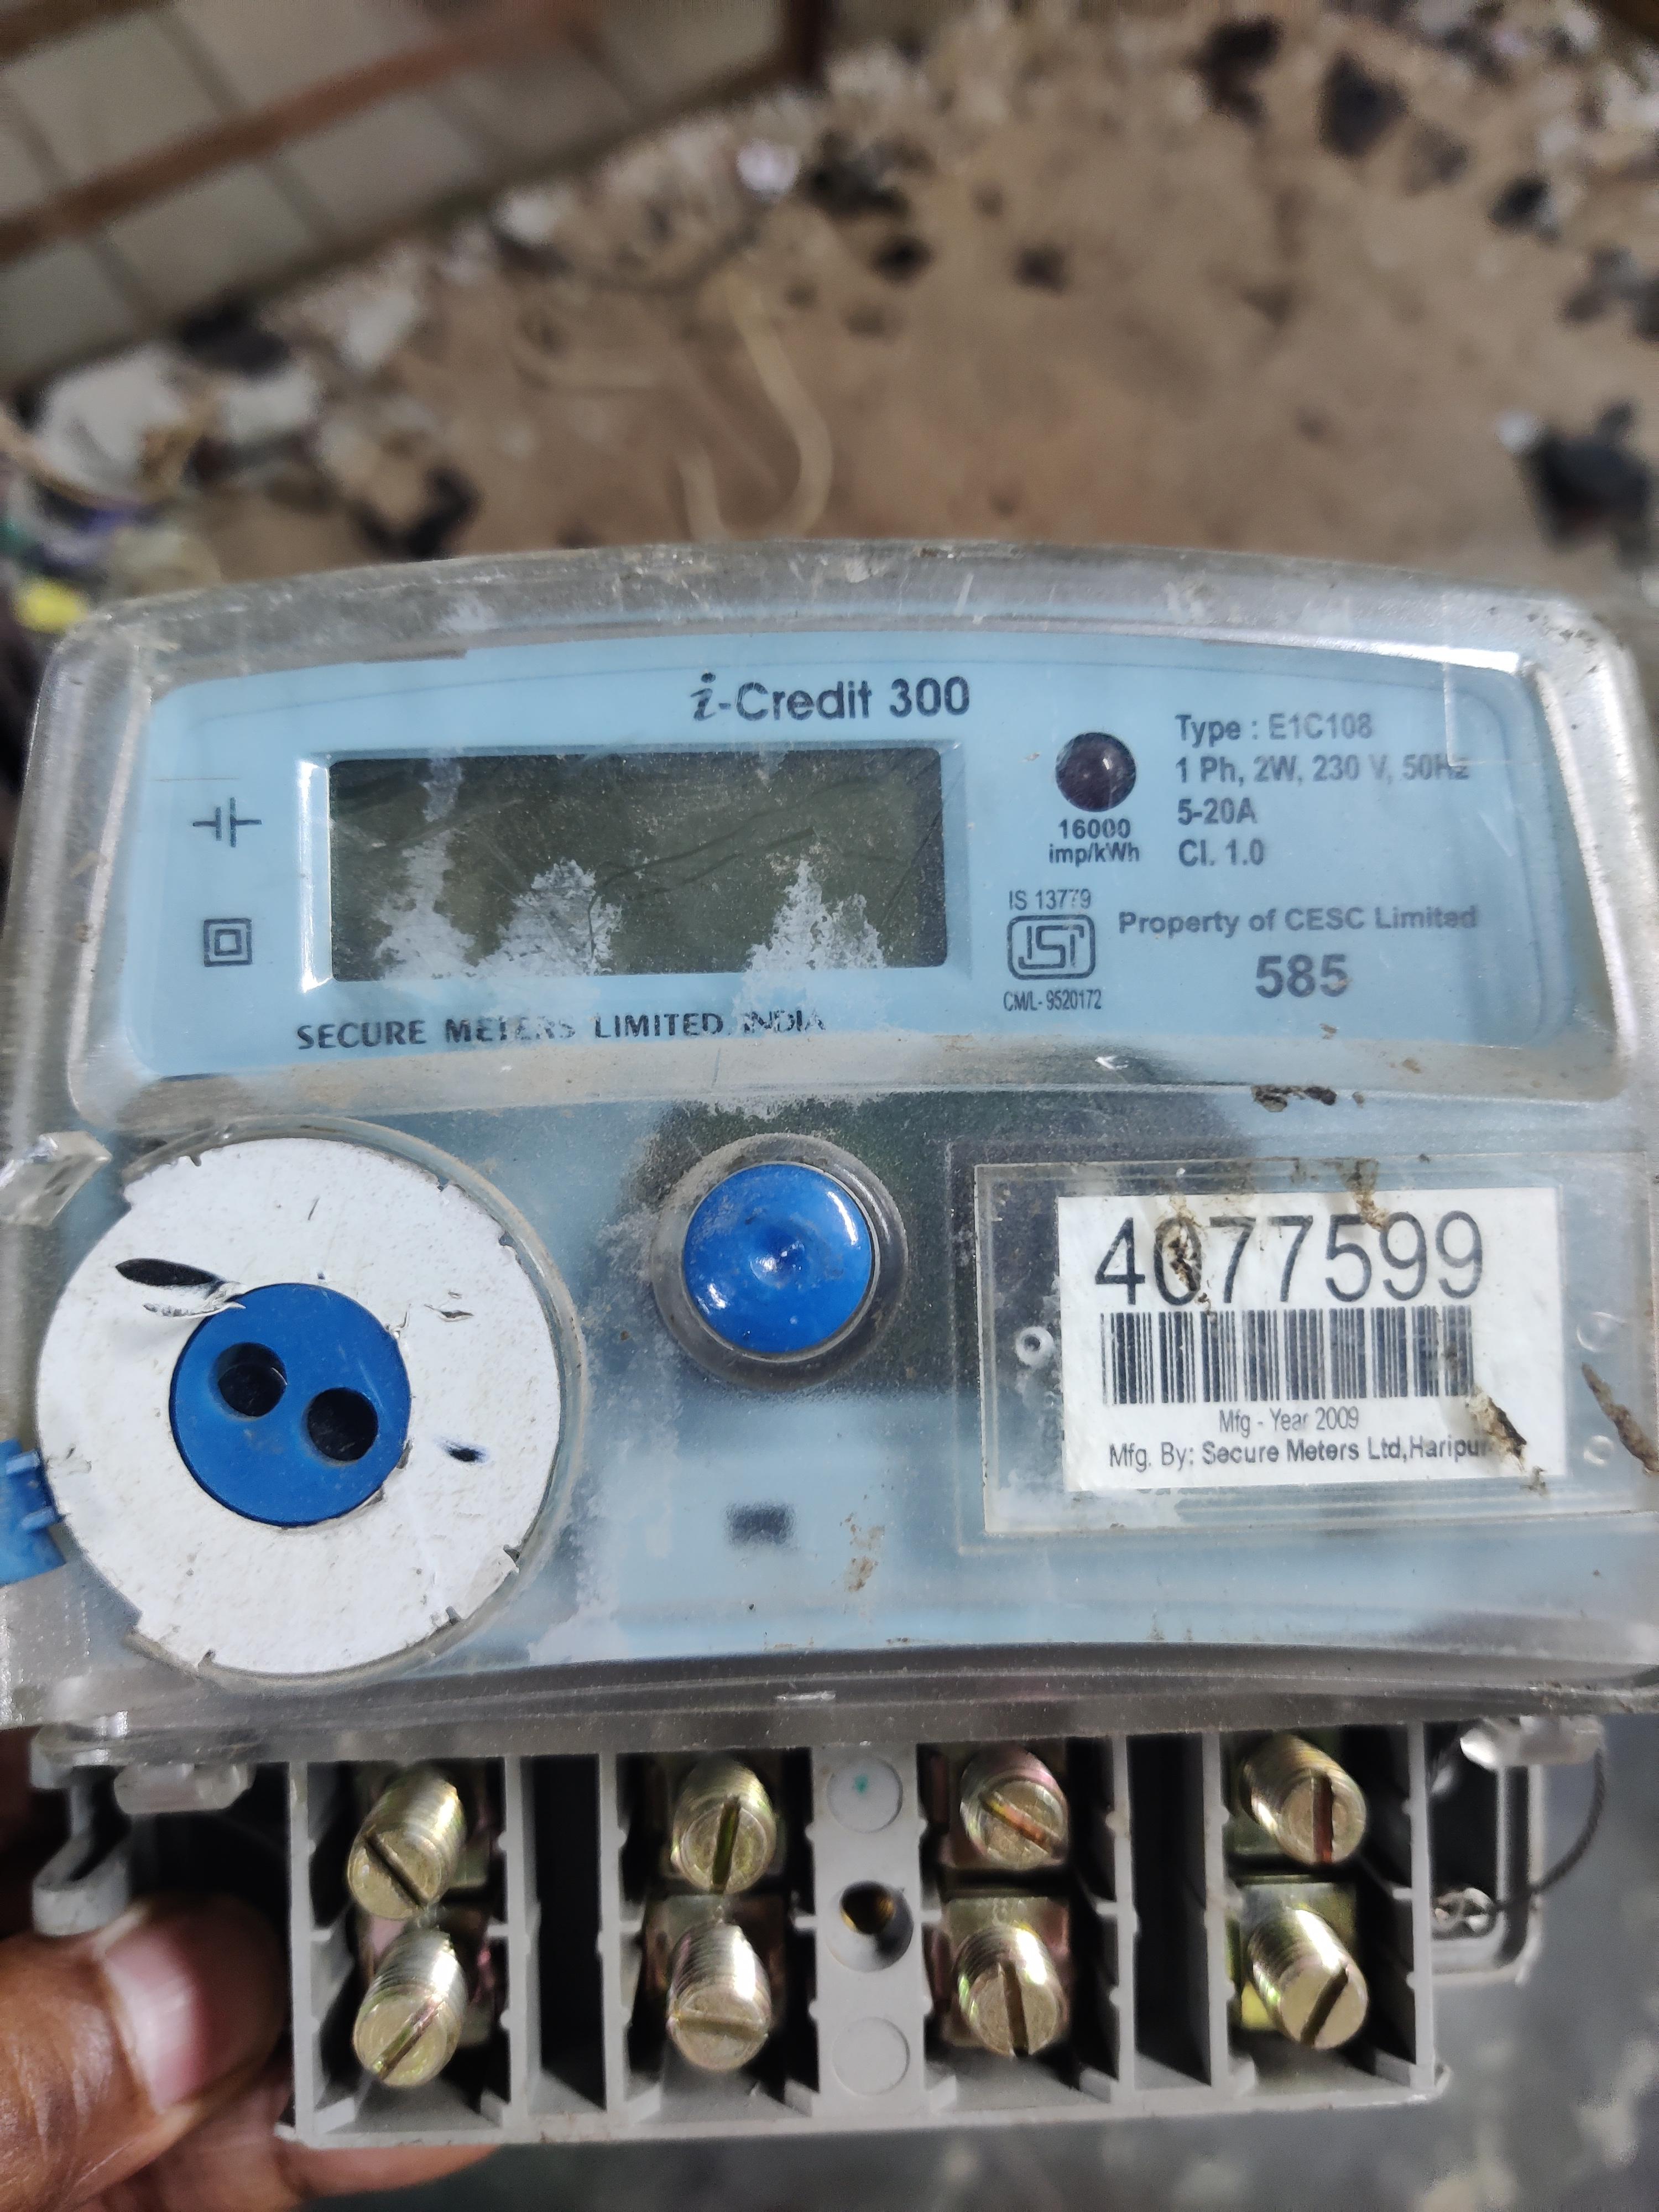 i-Credit 300
Type : E1C108
1 Ph, 2W, 230 V, 50Hz
5-20A
Cl. 1.0
16000
imp/kWh
IS 13779
ISI
CM/L- 9520172
Property of CESC Limited
585
SECURE METERS LIMITED, INDIA
4077599
Mfg - Year 2009
Mfg. By: Secure Meters Ltd,Haripur